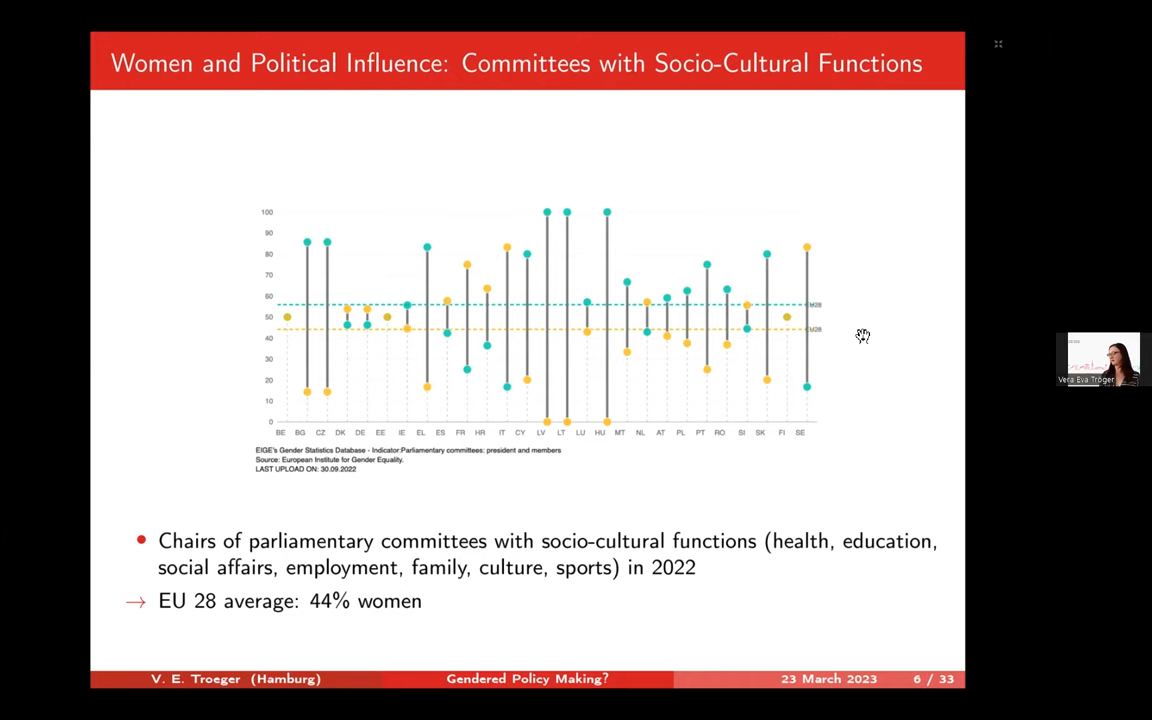 Women and Political Influence: Committees with Socio-Cultural Functions
100
90
80
70
60
50
40
30
20
10
0
EU28
EU28
BE BG CZ DK DE EE IE EL ES FR HR IT CY LV LT LU HU MT NL AT PL PT RO SI SK FI SE
EIGE's Gender Statistics Database - Indicator:Parliamentary committees: president and members
Source: European Institute for Gender Equality.
LAST UPLOAD ON: 30.09.2022
• Chairs of parliamentary committees with socio-cultural functions (health, education,
social affairs, employment, family, culture, sports) in 2022
→ EU 28 average: 44% women
V. E. Troeger (Hamburg) Gendered Policy Making? 23 March 2023 6 / 33
Vera Eva Tröger